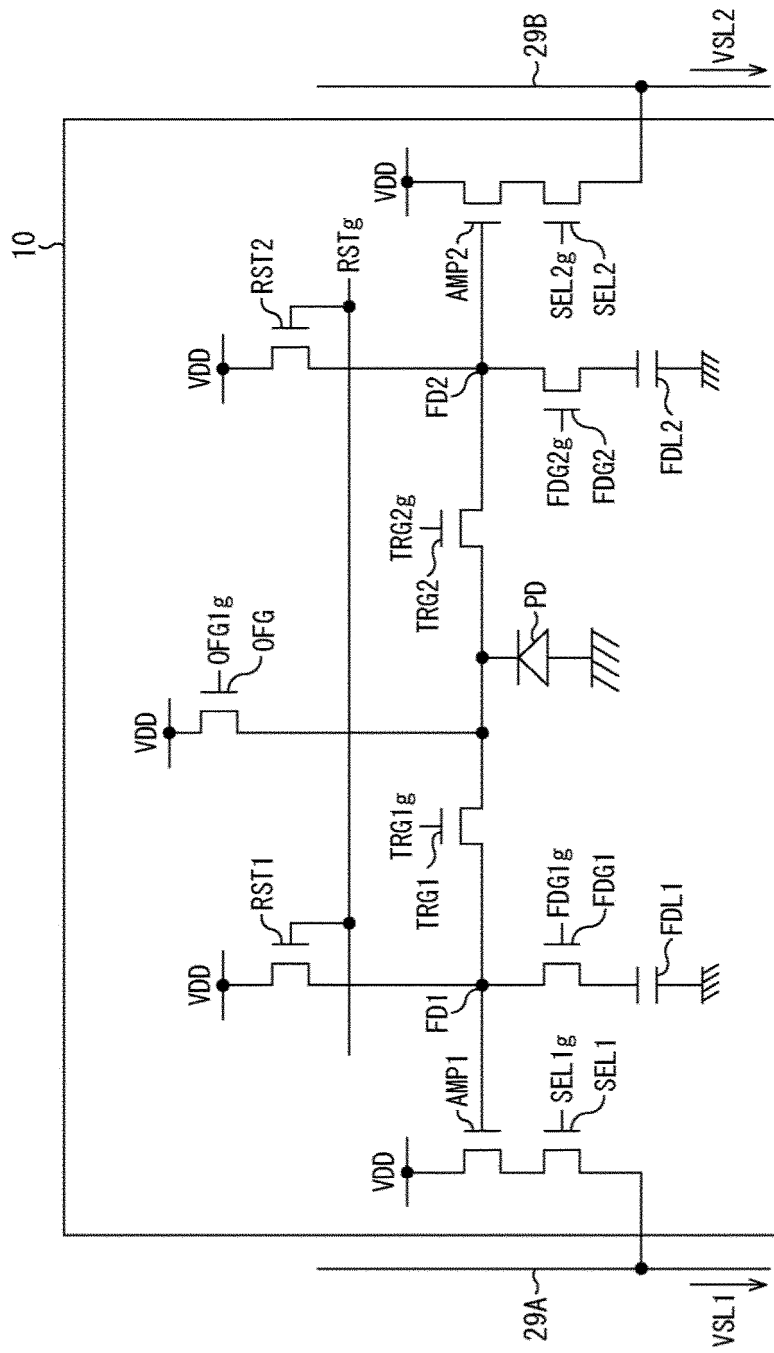 10
VDD
OFG1g
OFG
VDD
RST1
VDD
RST2
RSTg
VDD
AMP1
SEL1g
SEL1
FD1
FDG1g
FDG1
FDL1
TRG1g
TRG1
PD
TRG2g
TRG2
FD2
FDG2g
FDG2
FDL2
VDD
AMP2
SEL2g
SEL2
29A
VSL1
29B
VSL2